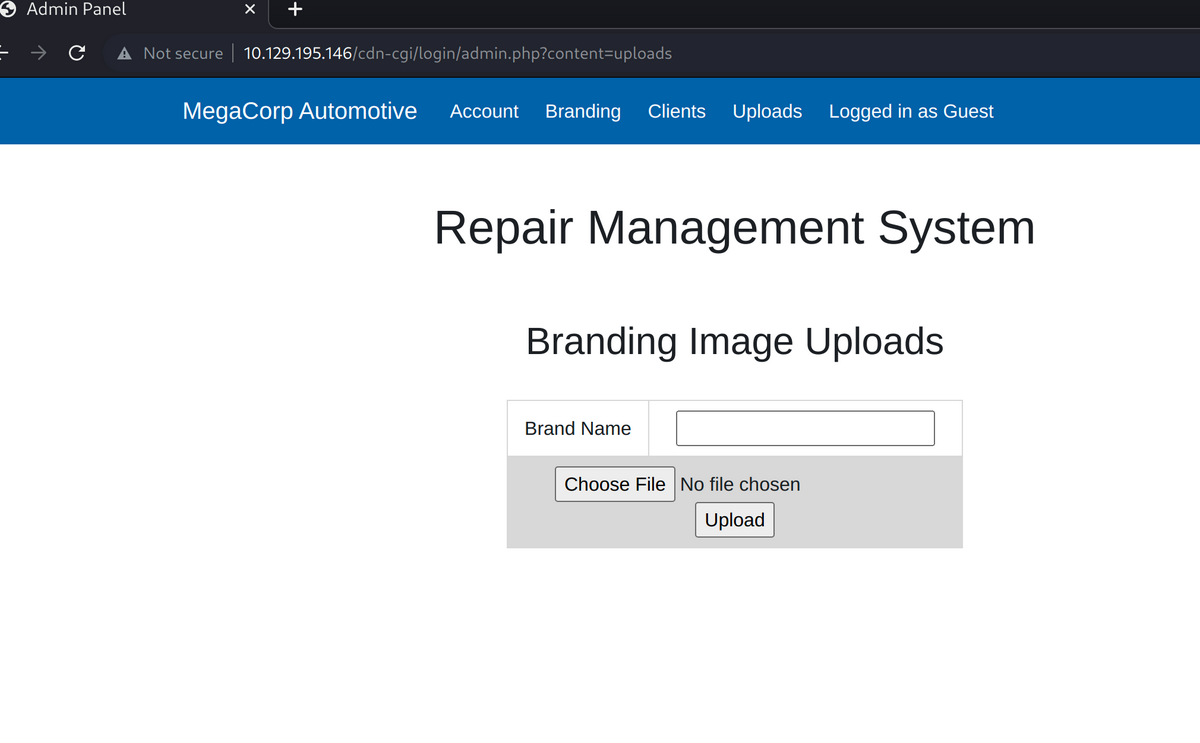 Admin Panel
Not secure 10.129.195.146/cdn-cgi/login/admin.php?content=uploads
MegaCorp Automotive Account Branding Clients Uploads Logged in as Guest
Repair Management System
Branding Image Uploads
Brand Name
Choose File No file chosen
Upload